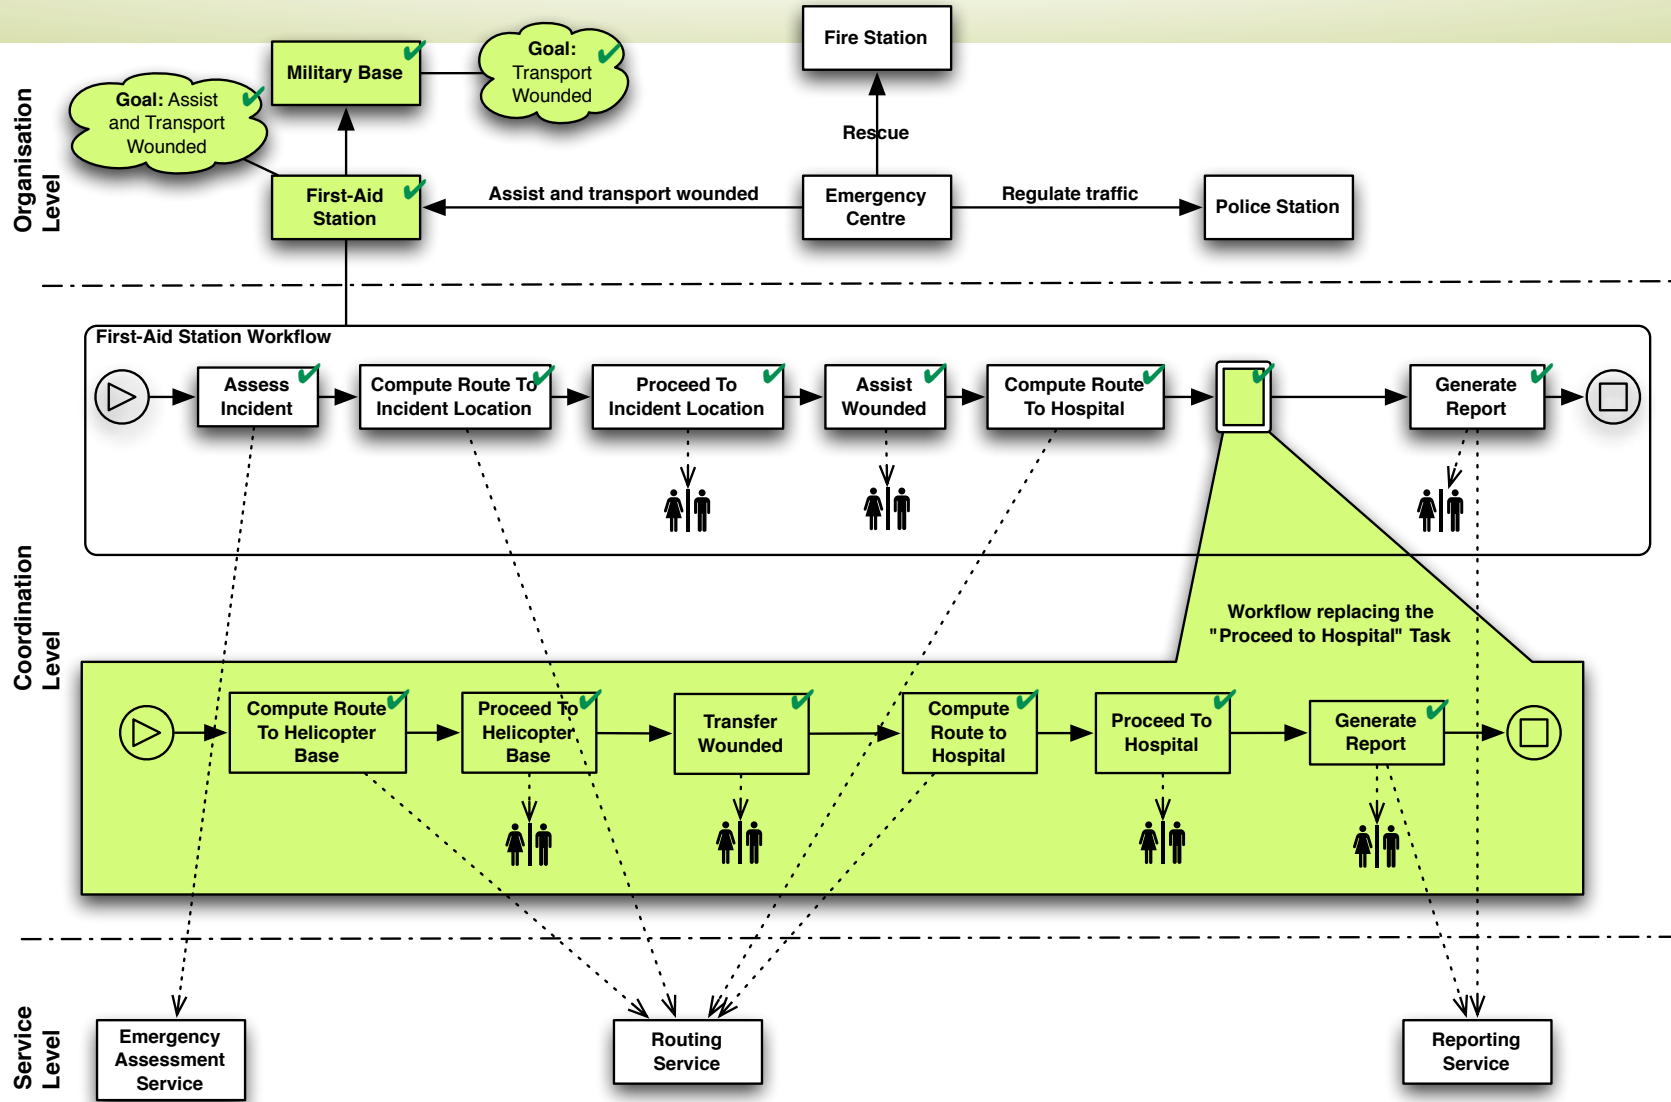 Organisation
Level
Goal: Assist
and Transport
Wounded
Military Base
Goal:
Transport
Wounded
Fire Station
Rescue
First-Aid
Station
Assist and transport wounded
Emergency
Centre
Regulate traffic
Police Station
Coordination
Level
First-Aid Station Workflow
Assess
Incident
Compute Route To
Incident Location
Proceed To
Incident Location
Assist
Wounded
Compute Route
To Hospital
Generate
Report
Workflow replacing the
"Proceed to Hospital" Task
Compute Route
To Helicopter
Base
Proceed To
Helicopter
Base
Transfer
Wounded
Compute
Route to
Hospital
Proceed To
Hospital
Generate
Report
Service
Level
Emergency
Assessment
Service
Routing
Service
Reporting
Service